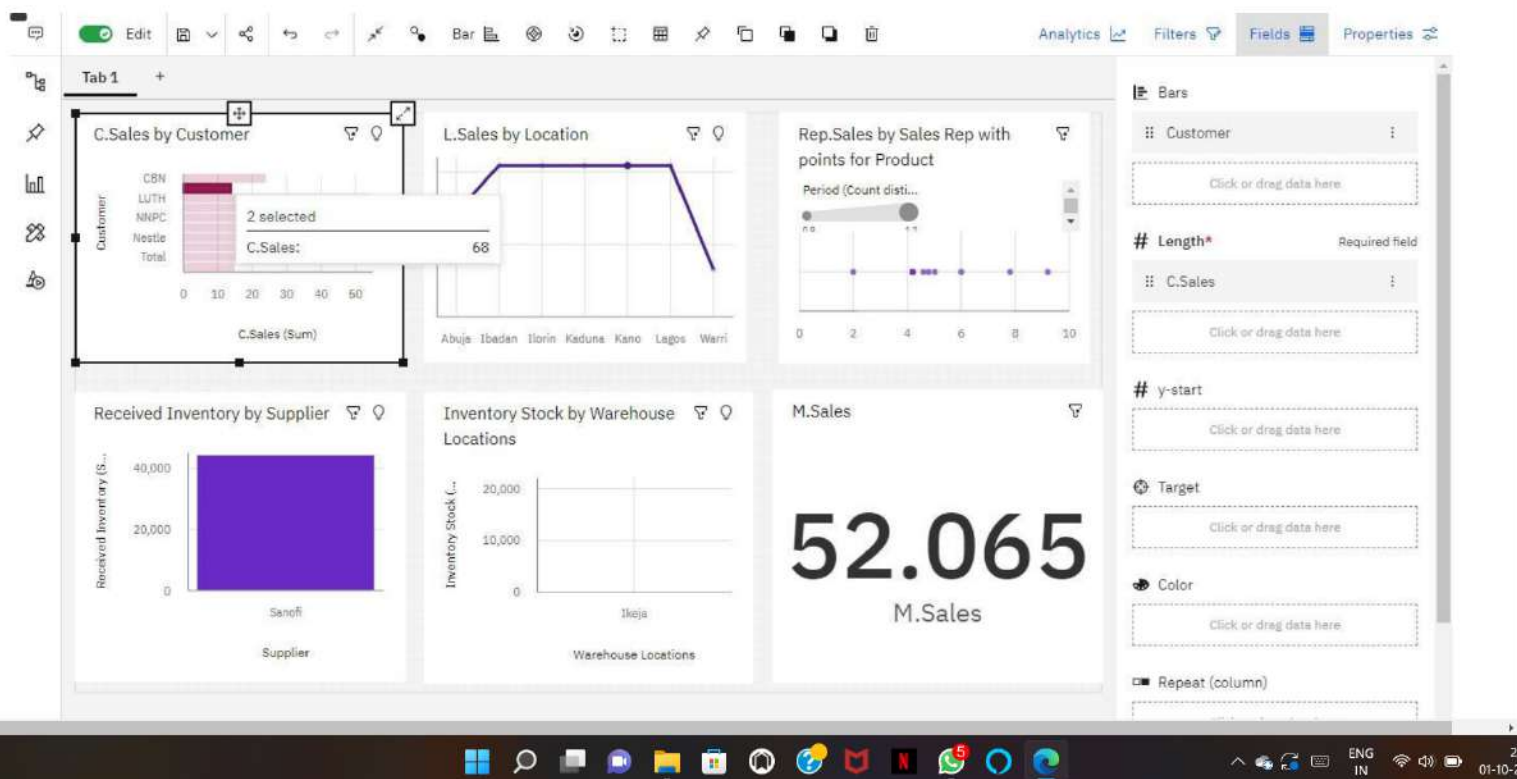 Edit
Bar
Analytics
Filters
Fields
Properties
Tab 1
+
C.Sales by Customer
Customer
CBN
LUTH
NNPC
Nestle
Total
0 10 20 30 40 50
C.Sales (Sum)
2 selected
C.Sales: 68
L.Sales by Location
Abuja Ibadan Ilorin Kaduna Kano Lagos Warri
Rep.Sales by Sales Rep with
points for Product
Period (Count disti...
0 2 4 6 8 10
Received Inventory by Supplier
Received Inventory (S...
40,000
20,000
0
Sanofi
Supplier
Inventory Stock by Warehouse
Locations
Inventory Stock (...
20,000
10,000
0
Ikeja
Warehouse Locations
M.Sales
52.065
M.Sales
Bars
Customer
Click or drag data here
# Length*
Required field
C.Sales
Click or drag data here
# y-start
Click or drag data here
Target
Click or drag data here
Color
Click or drag data here
Repeat (column)
5
ENG
IN